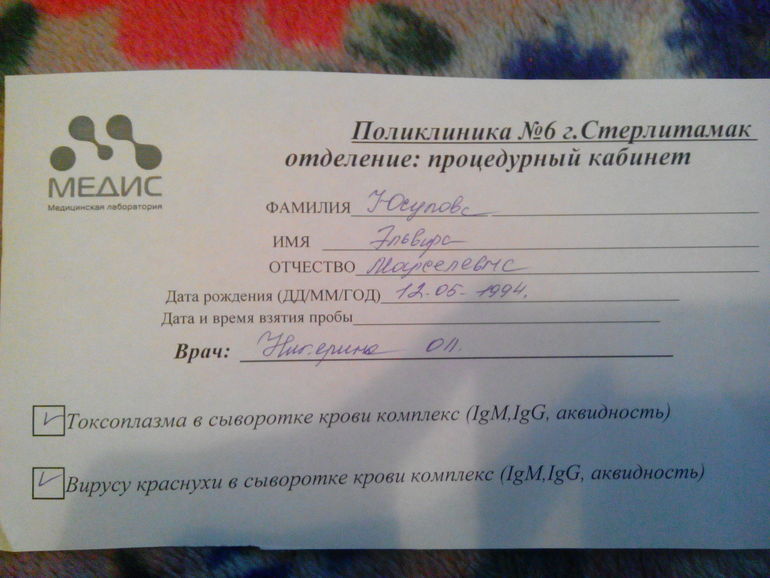 Поликлиника №6 г.Стерлитамак
отделение: процедурный кабинет
МЕДИС
Медицинская лаборатория
ФАМИЛИЯ Юсупова
ИМЯ Эльвира
ОТЧЕСТВО Марселевна
Дата рождения (ДД/ММ/ГОД) 12.05.1994.
Дата и время взятия пробы
Врач:
Токсоплазма в сыворотке крови комплекс (IgM,IgG, аквидность)
Вирусу краснухи в сыворотке крови комплекс (IgM,IgG, аквидность)